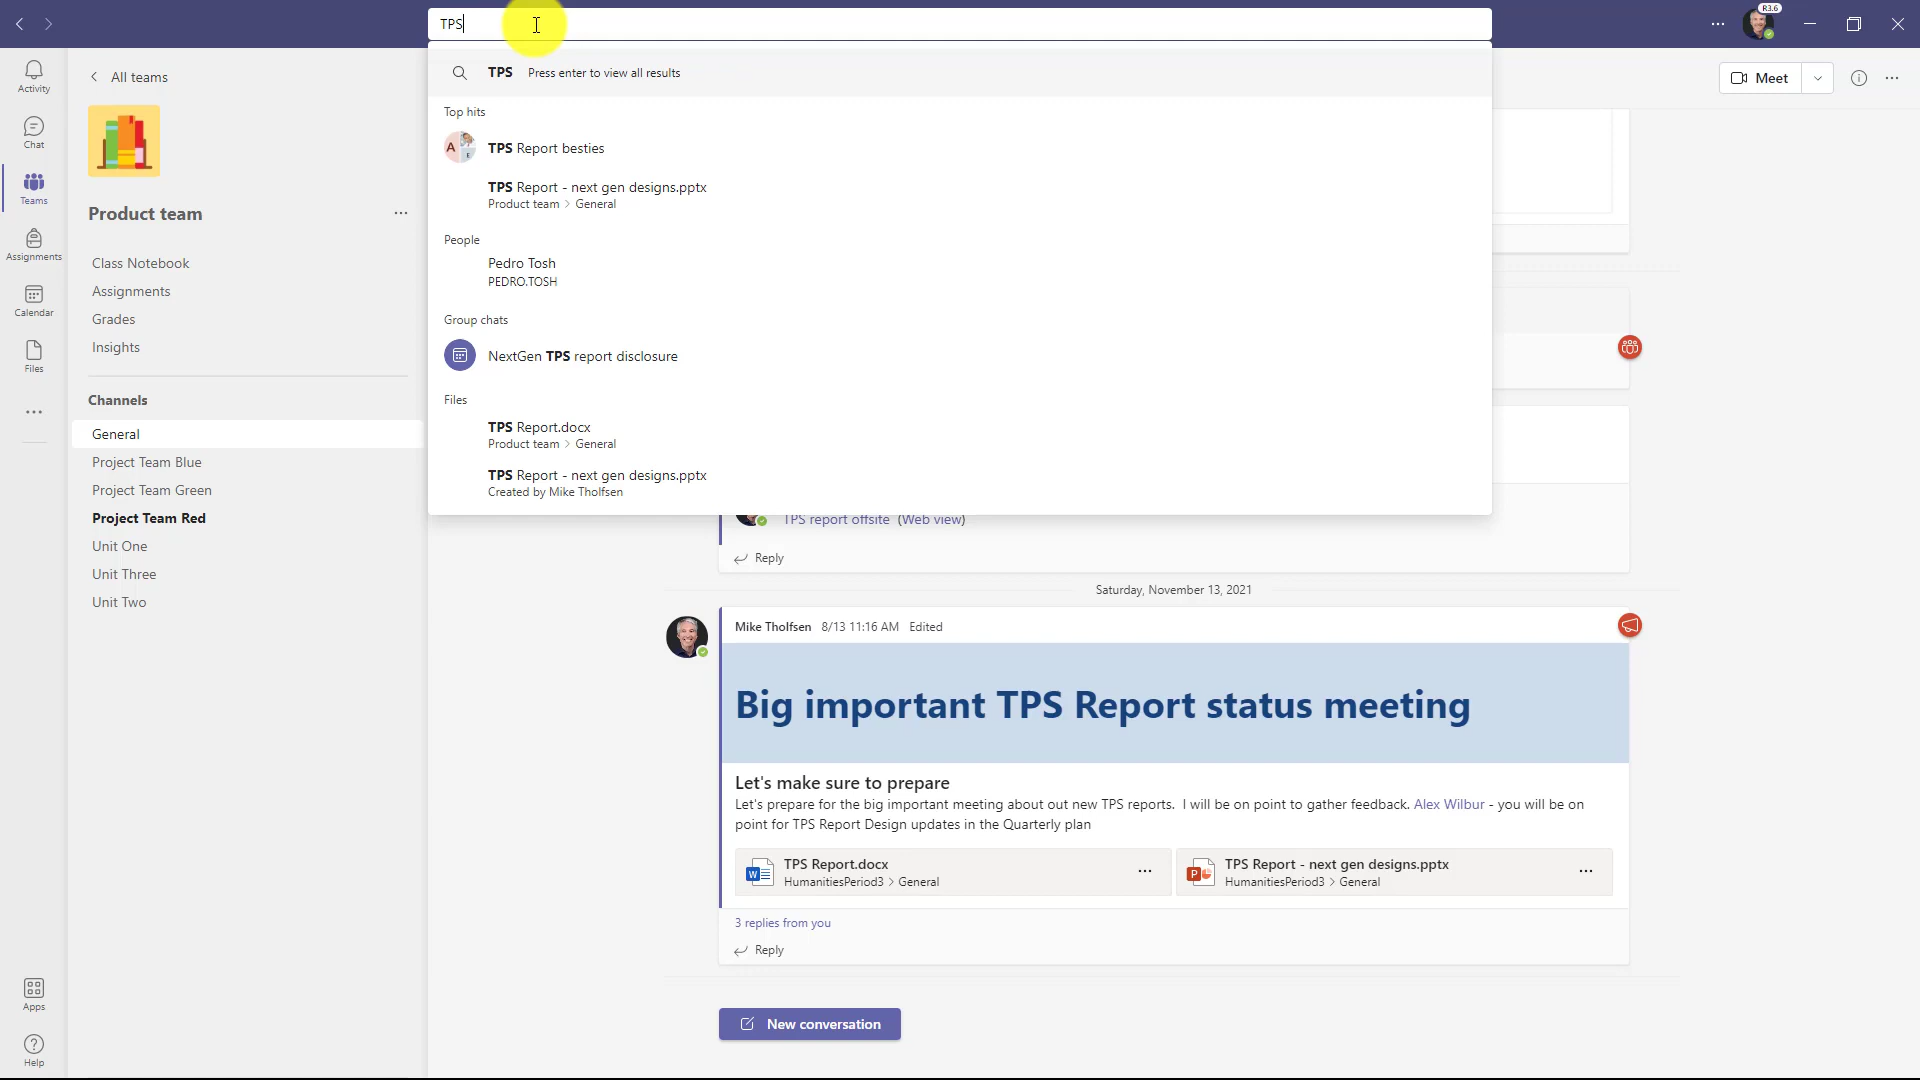 TPS
R3.6
TPS Press enter to view all results
Top hits
A E TPS Report besties
TPS Report - next gen designs.pptx
Product team > General
People
Pedro Tosh
PEDRO.TOSH
Group chats
NextGen TPS report disclosure
Files
TPS Report.docx
Product team > General
TPS Report - next gen designs.pptx
Created by Mike Tholfsen
Activity
Chat
Teams
Assignments
Calendar
Files
Apps
Help
All teams
Product team
Class Notebook
Assignments
Grades
Insights
Channels
General
Project Team Blue
Project Team Green
Project Team Red
Unit One
Unit Three
Unit Two
Meet
TPS report offsite (Web view)
Reply
Saturday, November 13, 2021
Mike Tholfsen 8/13 11:16 AM Edited
Big important TPS Report status meeting
Let's make sure to prepare
Let's prepare for the big important meeting about out new TPS reports. I will be on point to gather feedback. Alex Wilbur - you will be on
point for TPS Report Design updates in the Quarterly plan
TPS Report.docx
HumanitiesPeriod3 > General
TPS Report - next gen designs.pptx
HumanitiesPeriod3 > General
3 replies from you
Reply
New conversation